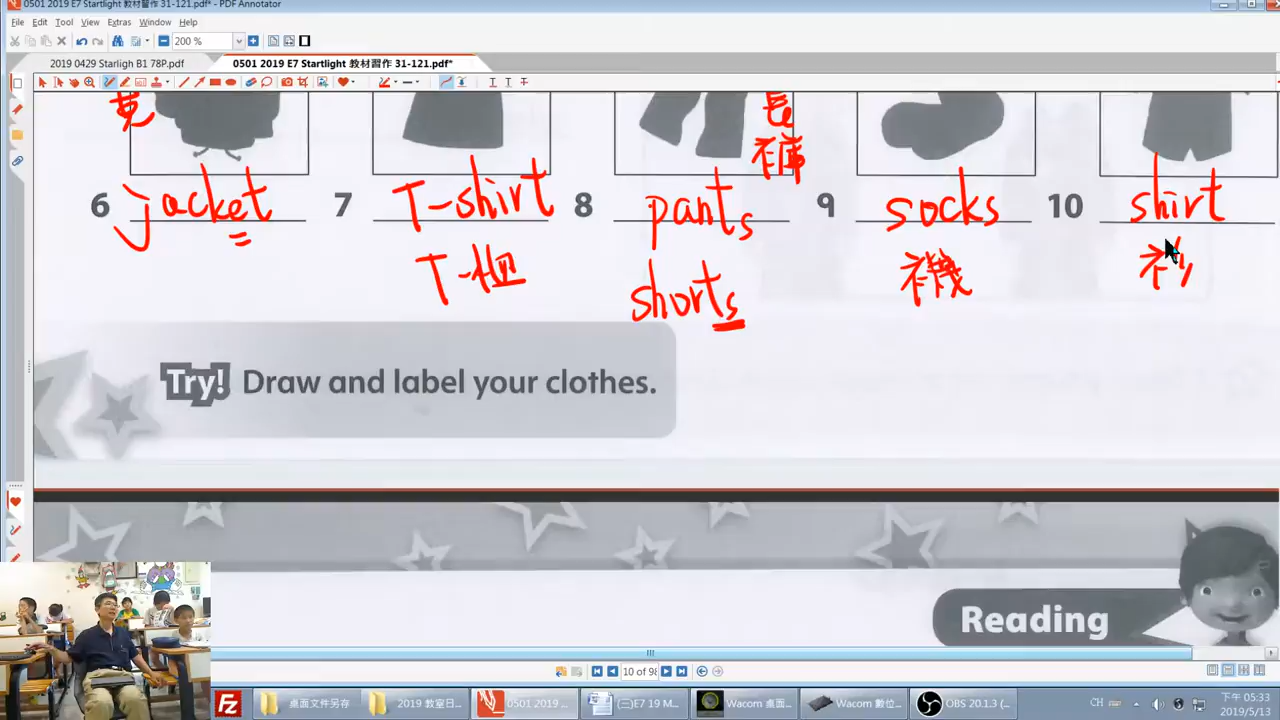 0501 2019 E7 Startlight 教材習作 31-121.pdf* - PDF Annotator
File Edit Tool View Extras Window Help
200 %
2019 0429 Starligh B1 78P.pdf
0501 2019 E7 Startlight 教材習作 31-121.pdf*
長
褲
6 jacket 7 T-shirt 8 pants 9 socks 10 shirt
T-恤
shorts
襪
衫
Try! Draw and label your clothes.
Reading
10 of 98
桌面文件另存
2019 教室日...
0501 2019 ...
(三)E7 19 M...
Wacom 桌面...
Wacom 數位...
OBS 20.1.3 (...
CH
下午 05:33
2019/5/13